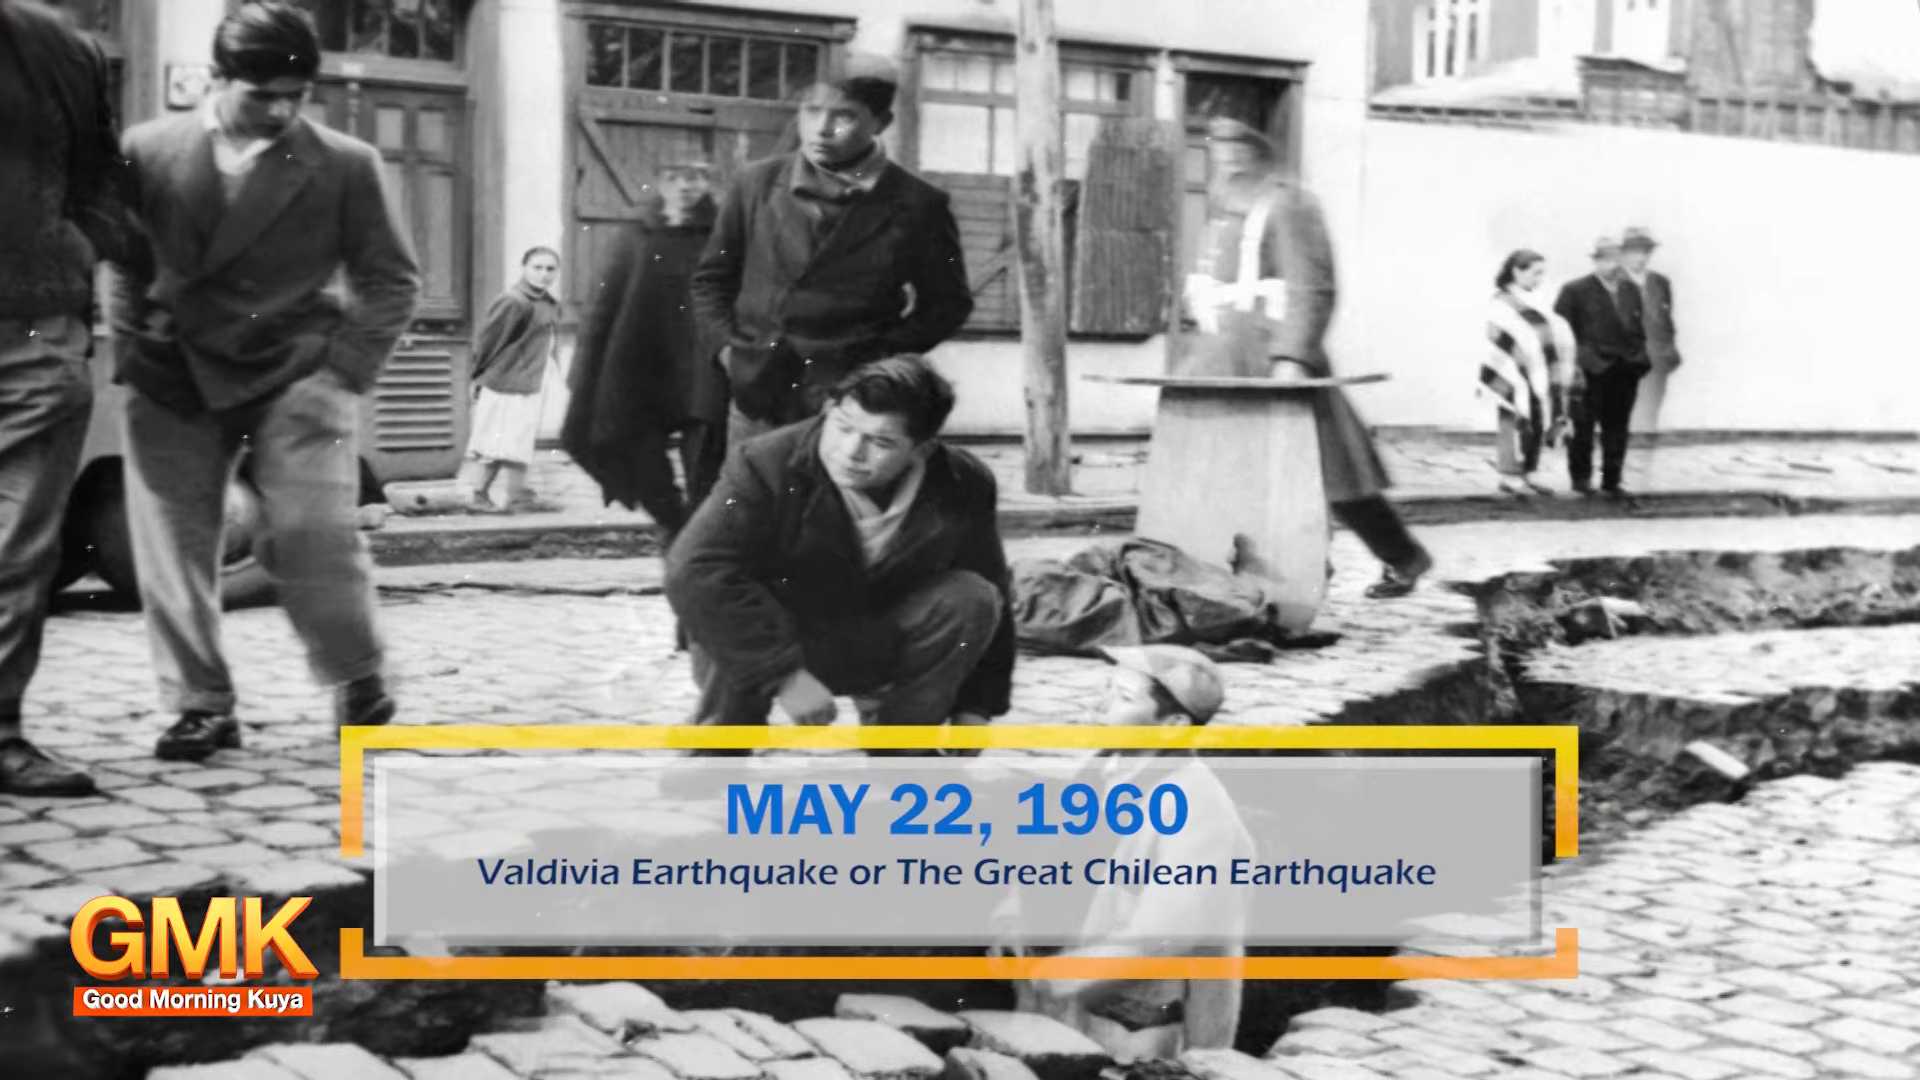 MAY 22, 1960
Valdivia Earthquake or The Great Chilean Earthquake
GMK
Good Morning Kuya